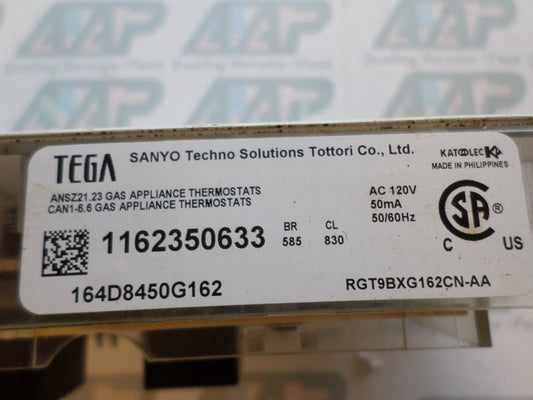 TEGA
SANYO Techno Solutions Tottori Co., Ltd.
KATOLEC
MADE IN PHILIPPINES
ANSZ21.23 GAS APPLIANCE THERMOSTATS
CAN1-6.6 GAS APPLIANCE THERMOSTATS
AC 120V
50mA
50/60Hz
1162350633
BR CL
585 830
SA
C US
164D8450G162
RGT9BXG162CN-AA